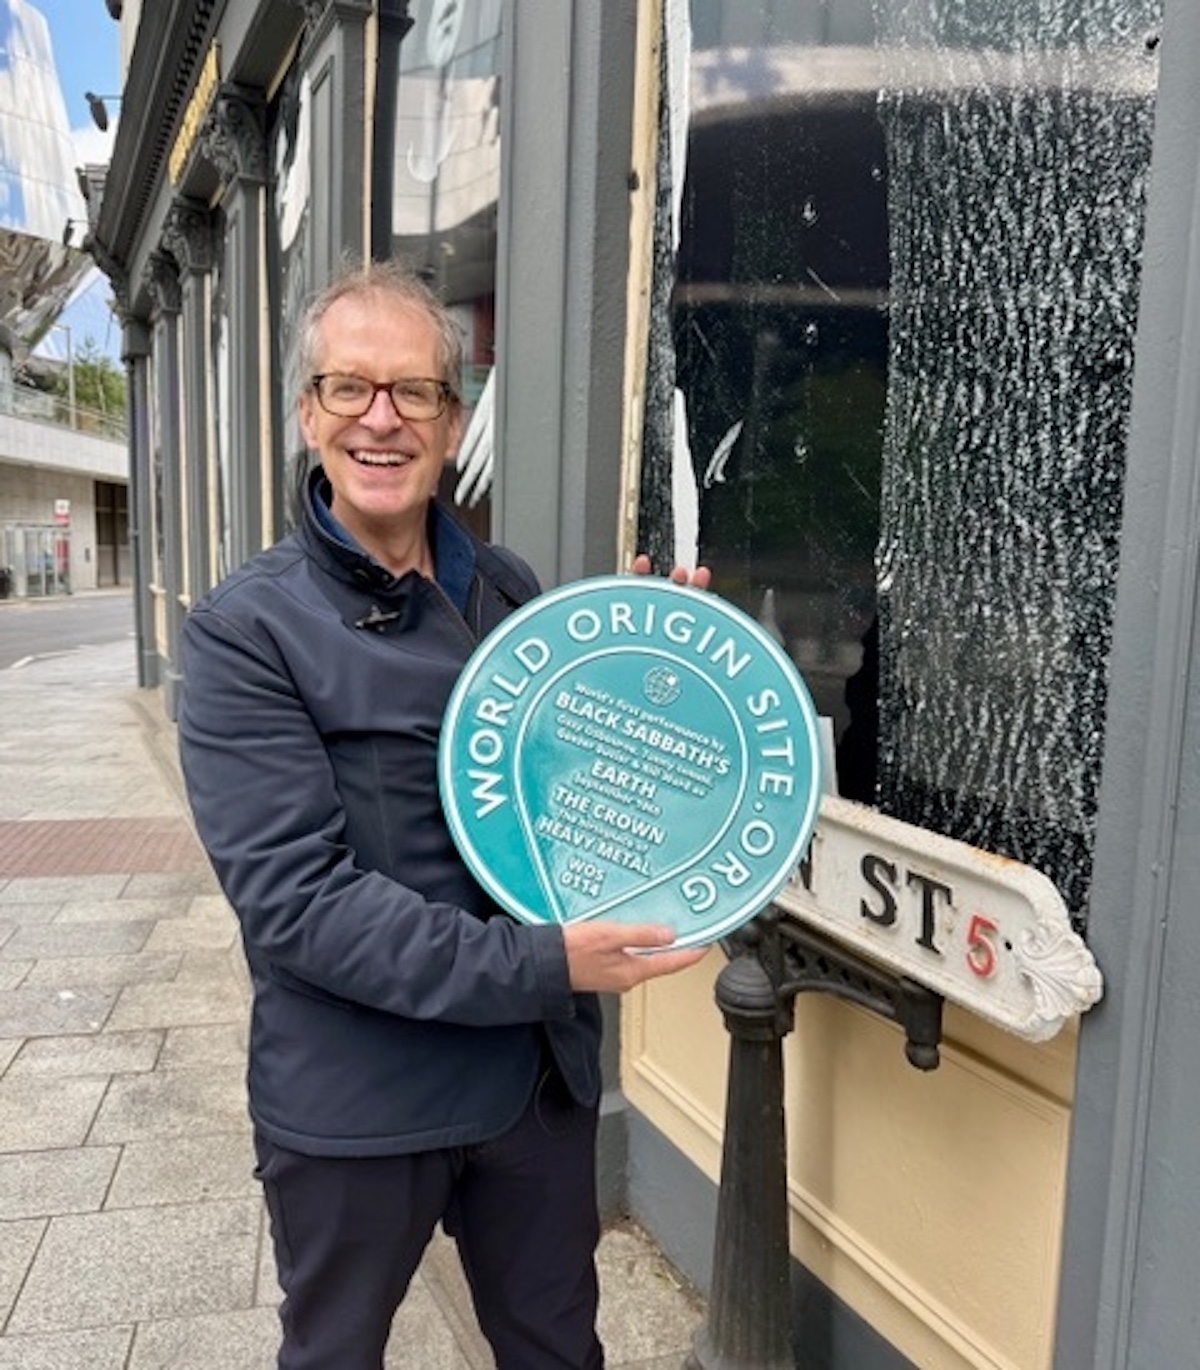 WORLD ORIGIN SITE.ORG
World's first performance by
BLACK SABBATH'S
Ozzy Osbourne, Tommy Iommi,
Geezer Butler & Bill Ward as
EARTH
September 1968
THE CROWN
The birthplace of
HEAVY METAL
WOS
0114
N ST 5